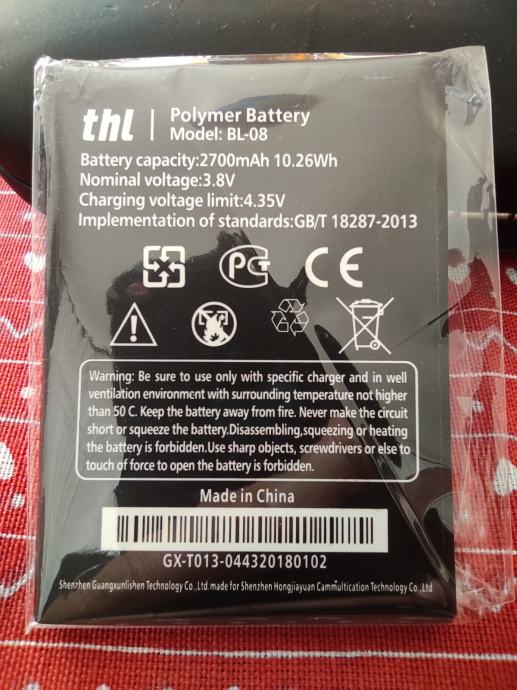 thl | Polymer Battery
Model: BL-08
Battery capacity:2700mAh 10.26Wh
Nominal voltage:3.8V
Charging voltage limit:4.35V
Implementation of standards:GB/T 18287-2013
PCT CE
Warning: Be sure to use only with specific charger and in well
ventilation environment with surrounding temperature not higher
than 50 C. Keep the battery away from fire. Never make the circuit
short or squeeze the battery.Disassembling,squeezing or heating
the battery is forbidden.Use sharp objects, screwdrivers or else to
touch of force to open the battery is forbidden.
Made in China
GX-T013-044320180102
Shenzhen Guangxunlishen Technology Co.,Ltd.made for Shenzhen Hongjiayuan Cammultication Technology Co.,Ltd